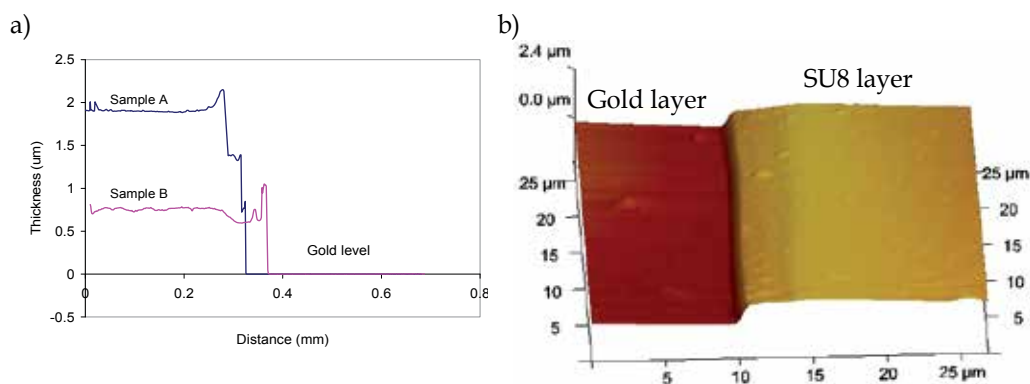 a)
2.5
2
1.5
1
0.5
0
-0.5
Thickness (um)
Sample A
Sample B
Gold level
0
0.2
0.4
0.6
0.8
Distance (mm)
b)
2.4 µm
0.0 µm
Gold layer
SU8 layer
25 µm
20
15
10
5
25 µm
20
15
10
5
5
10
15
20
25 µm